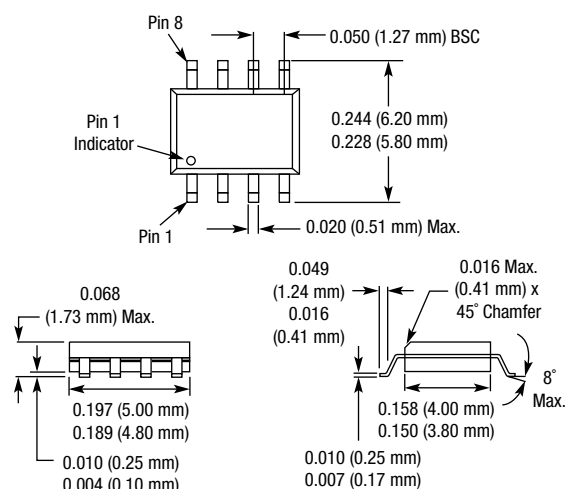 Pin 8
0.050 (1.27 mm) BSC
Pin 1
Indicator
0.244 (6.20 mm)
0.228 (5.80 mm)
Pin 1
0.020 (0.51 mm) Max.
0.068
(1.73 mm) Max.
0.197 (5.00 mm)
0.189 (4.80 mm)
0.010 (0.25 mm)
0.004 (0.10 mm)
0.049
(1.24 mm)
0.016
(0.41 mm)
0.016 Max.
(0.41 mm) x
45° Chamfer
8°
Max.
0.158 (4.00 mm)
0.150 (3.80 mm)
0.010 (0.25 mm)
0.007 (0.17 mm)